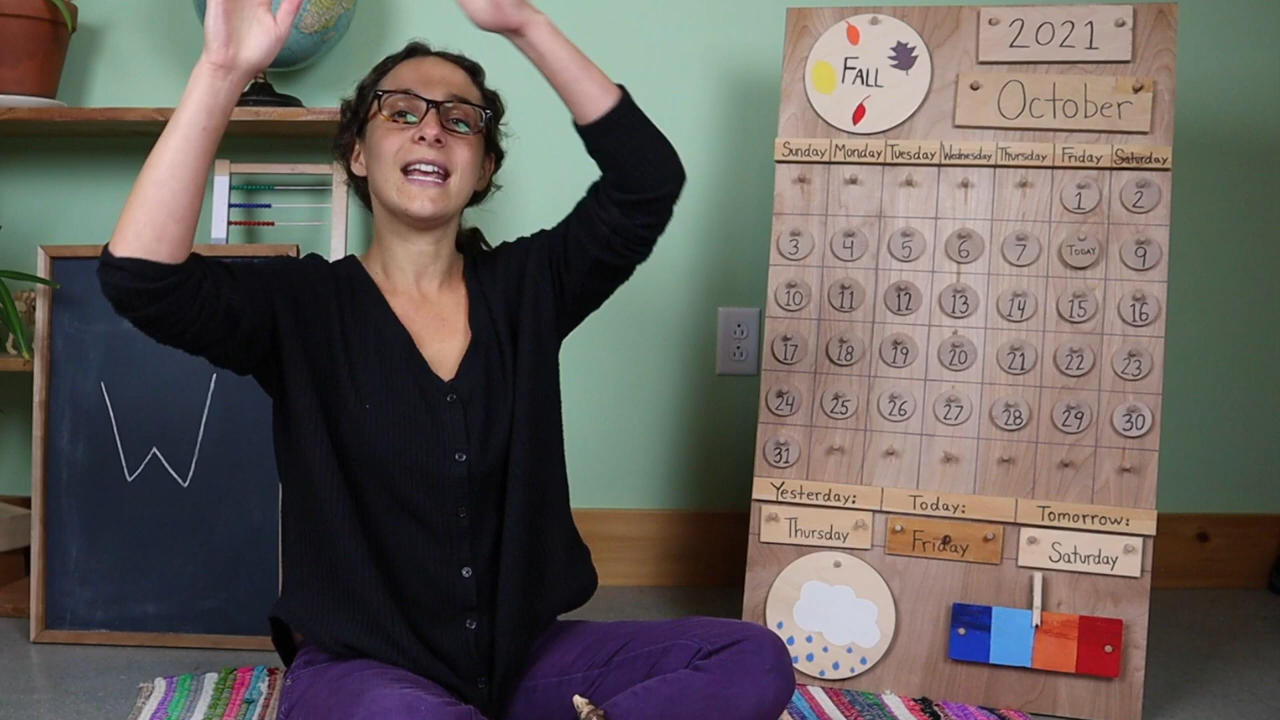 W
FALL
2021
October
Sunday Monday Tuesday Wednesday Thursday Friday Saturday
1 2
3 4 5 6 7 TODAY 9
10 11 12 13 14 15 16
17 18 19 20 21 22 23
24 25 26 27 28 29 30
31
Yesterday: Today: Tomorrow:
Thursday Friday Saturday